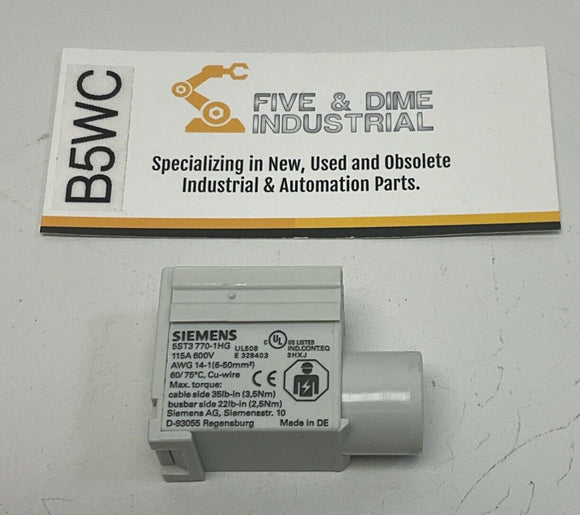 B5WC
FIVE & DIME
INDUSTRIAL
Specializing in New, Used and Obsolete
Industrial & Automation Parts.
SIEMENS
5ST3 770-1HG
115A 600V
UL508
E 328403
C UL US LISTED
IND.CONT.EQ
3HXJ
AWG 14-1(6-50mm²)
60/75°C, Cu-wire
CE
Max. torque:
cable side 35lb-in (3,5Nm)
busbar side 22lb-in (2,5Nm)
Siemens AG, Siemensstr. 10
D-93055 Regensburg Made in DE